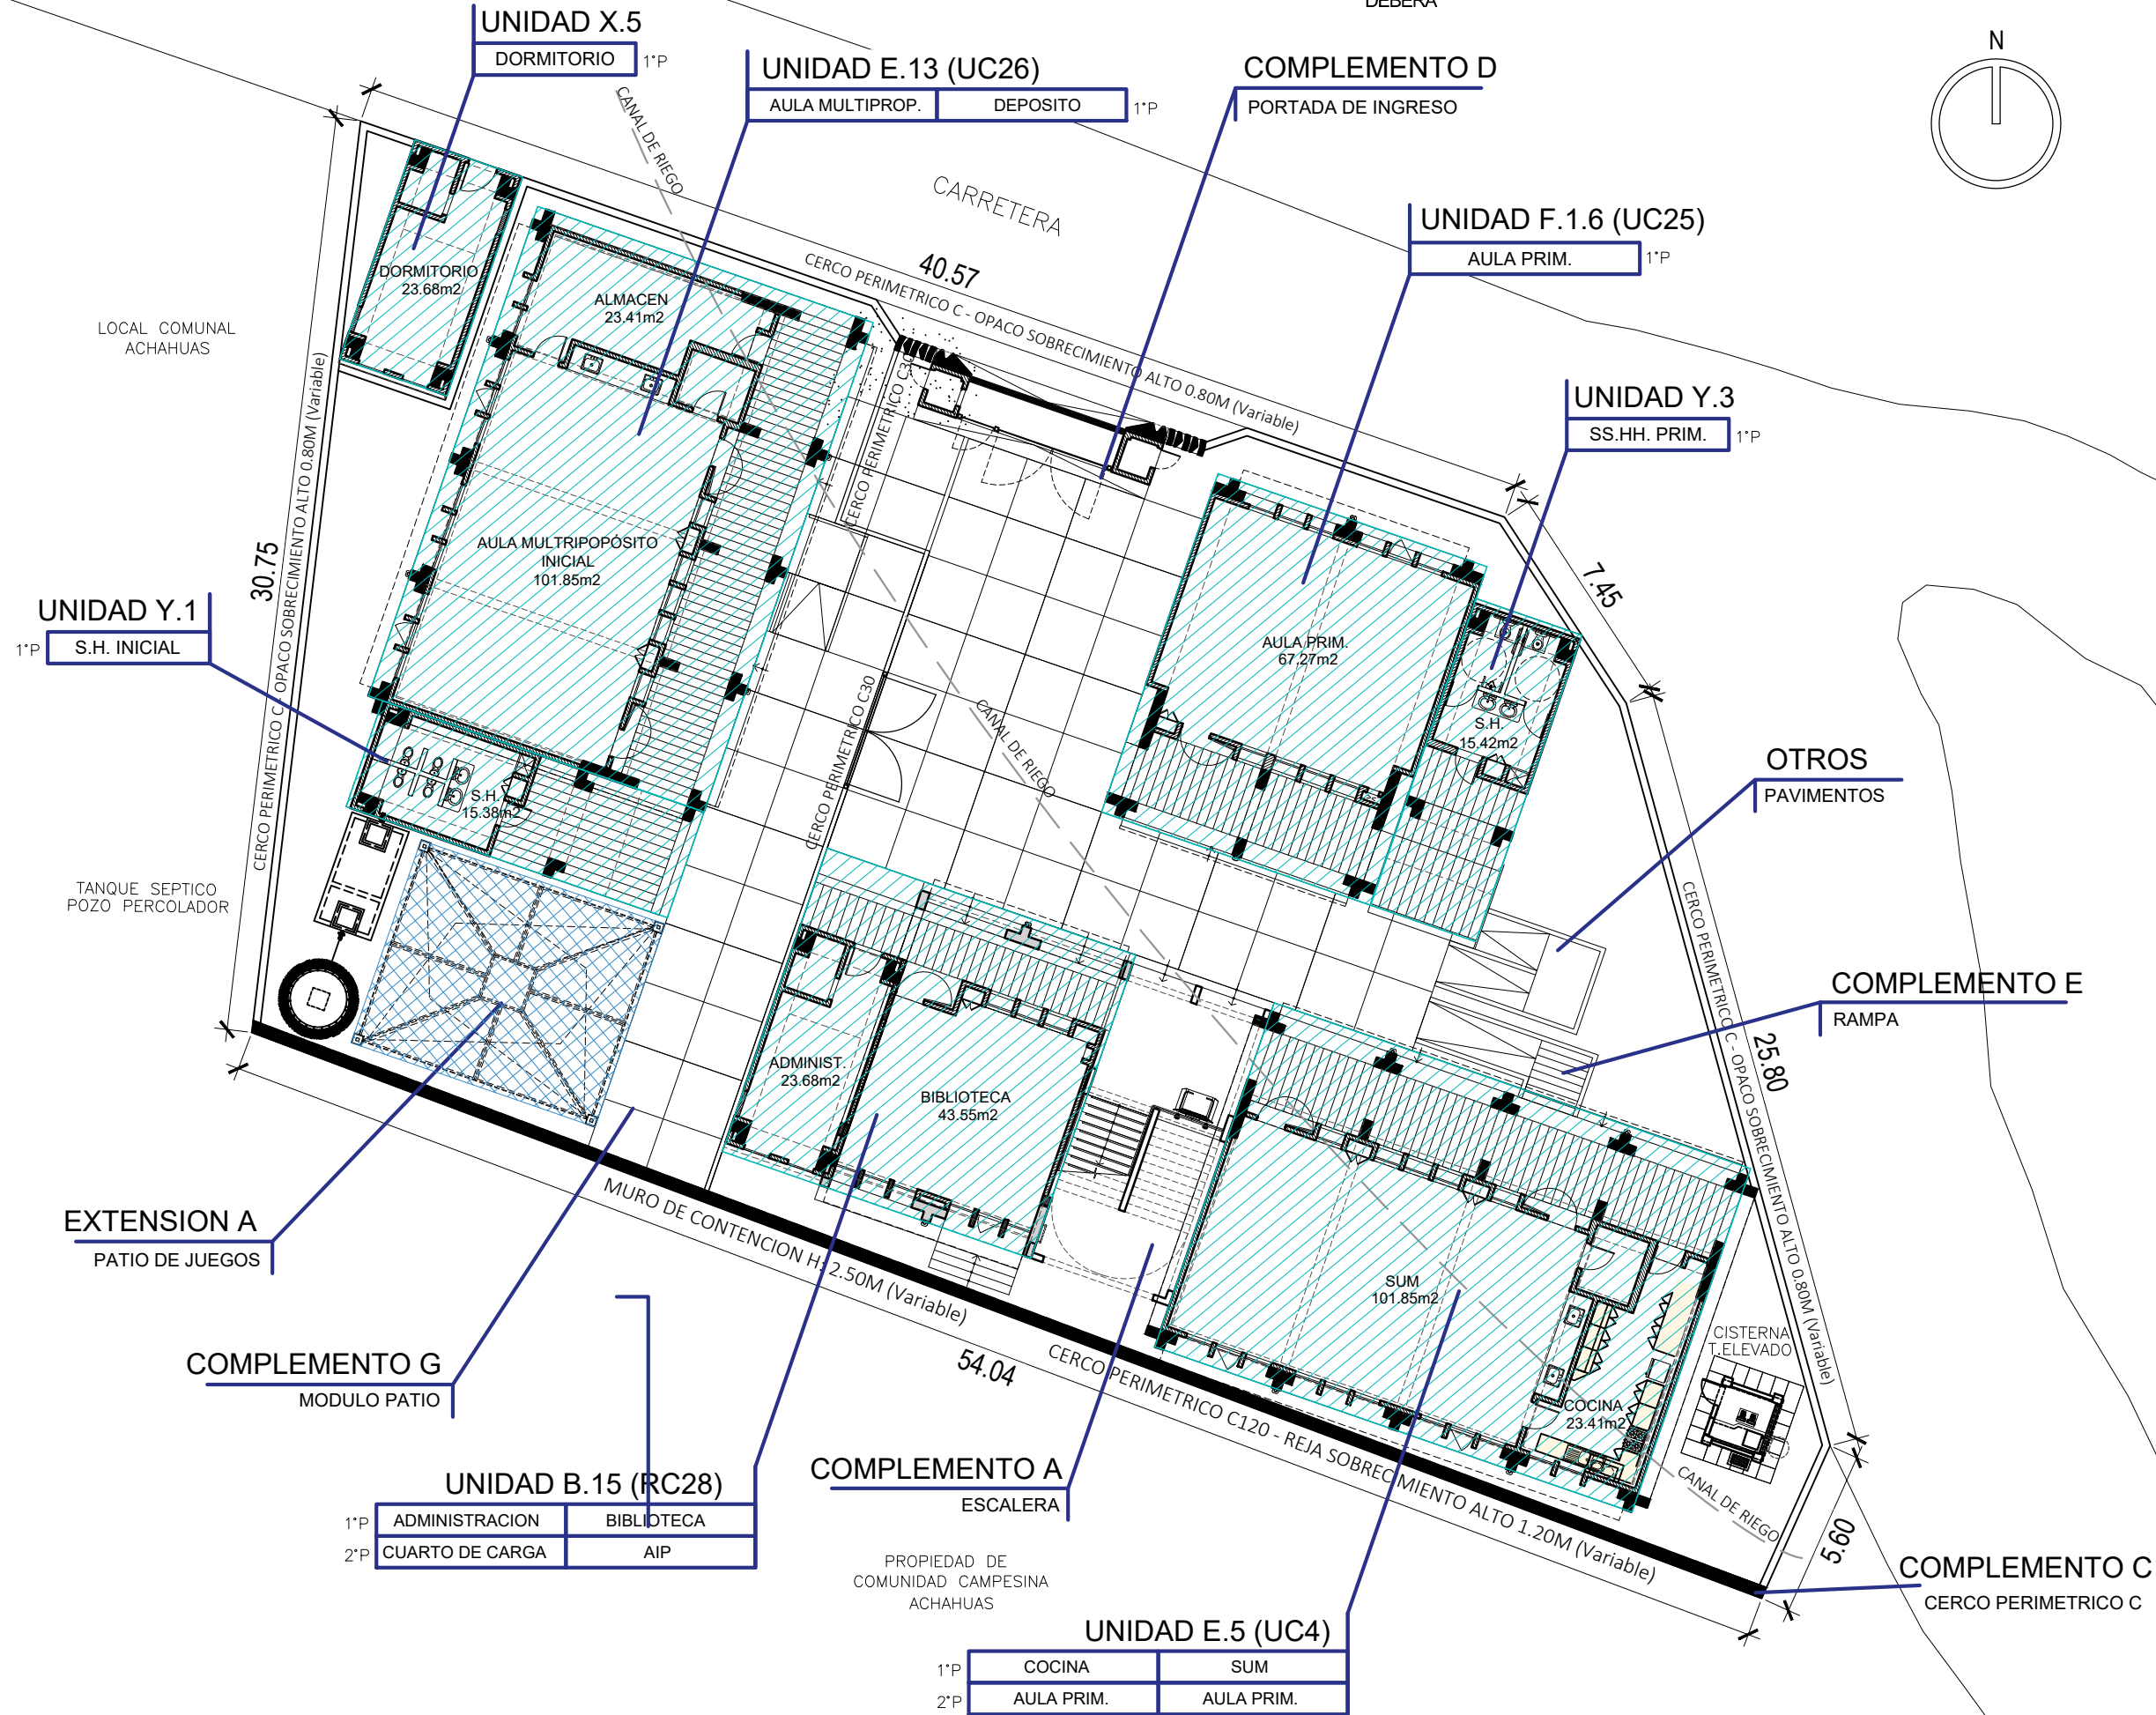 DEBERA
UNIDAD X.5
DORMITORIO
1°P
UNIDAD E.13 (UC26)
AULA MULTIPROP.
DEPOSITO
1°P
COMPLEMENTO D
PORTADA DE INGRESO
N
CANAL DE RIEGO
CARRETERA
UNIDAD F.1.6 (UC25)
AULA PRIM.
1°P
40.57
CERCO PERIMETRICO C - OPACO SOBRECIMIENTO ALTO 0.80M (Variable)
DORMITORIO
23.68m2
ALMACEN
23.41m2
LOCAL COMUNAL
ACHAHUAS
UNIDAD Y.3
SS.HH. PRIM.
1°P
CERCO PERIMETRICO C30
30.75
CERCO PERIMETRICO C - OPACO SOBRECIMIENTO ALTO 0.80M (Variable)
AULA MULTRIPOPÓSITO
INICIAL
101.85m2
7.45
UNIDAD Y.1
1°P
S.H. INICIAL
AULA PRIM.
67.27m2
S.H.
15.42m2
CERCO PERIMETRICO C30
CANAL DE RIEGO
OTROS
PAVIMENTOS
S.H.
15.38m2
TANQUE SEPTICO
POZO PERCOLADOR
CERCO PERIMETRICO C - OPACO SOBRECIMIENTO ALTO 0.80M (Variable)
25.80
COMPLEMENTO E
RAMPA
ADMINIST.
23.68m2
BIBLIOTECA
43.55m2
EXTENSION A
PATIO DE JUEGOS
MURO DE CONTENCION H: 2.50M (Variable)
SUM
101.85m2
CISTERNA
T.ELEVADO
COMPLEMENTO G
MODULO PATIO
54.04
CERCO PERIMETRICO C120 - REJA SOBRECIMIENTO ALTO 1.20M (Variable)
COCINA
23.41m2
CANAL DE RIEGO
5.60
UNIDAD B.15 (RC28)
1°P
ADMINISTRACION
BIBLIOTECA
2°P
CUARTO DE CARGA
AIP
COMPLEMENTO A
ESCALERA
PROPIEDAD DE
COMUNIDAD CAMPESINA
ACHAHUAS
COMPLEMENTO C
CERCO PERIMETRICO C
UNIDAD E.5 (UC4)
1°P
COCINA
SUM
2°P
AULA PRIM.
AULA PRIM.